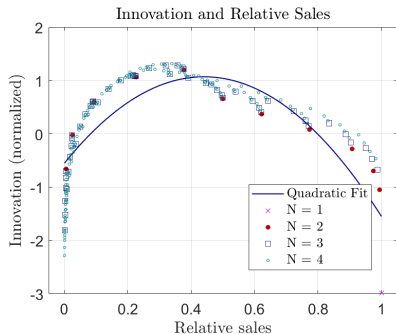 Innovation and Relative Sales
Innovation (normalized)
2
1
0
-1
-2
-3
0
0.2
0.4
0.6
0.8
1
Relative sales
Quadratic Fit
N = 1
N = 2
N = 3
N = 4